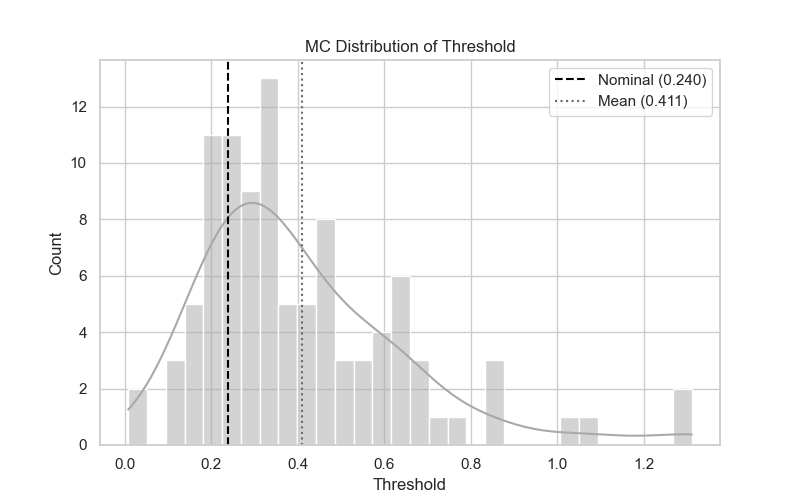 MC Distribution of Threshold
Nominal (0.240)
Mean (0.411)
12
10
8
6
4
2
0
Count
0.0 0.2 0.4 0.6 0.8 1.0 1.2
Threshold